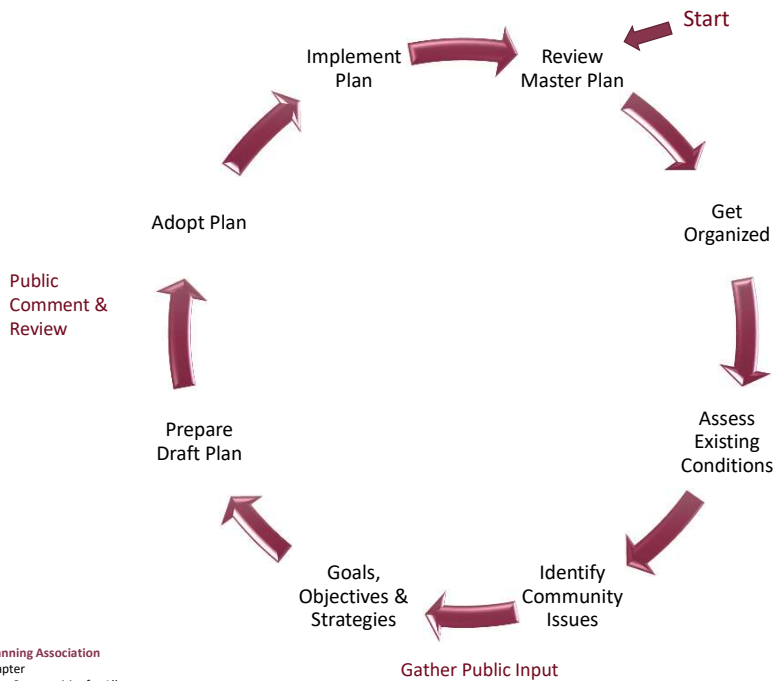 Start
Implement
Plan
Review
Master Plan
Get
Organized
Adopt Plan
Public
Comment &
Review
Prepare
Draft Plan
Assess
Existing
Conditions
Goals,
Objectives &
Strategies
Identify
Community
Issues
Gather Public Input
nning Association
apter